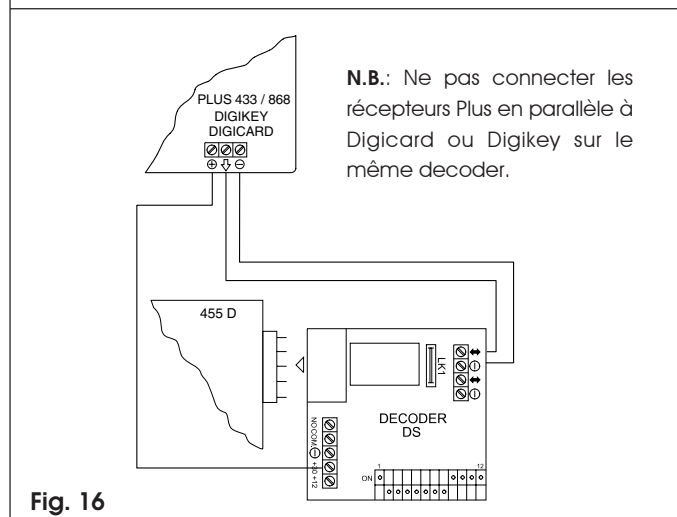 PLUS 433 / 868
DIGIKEY
DIGICARD
N.B.: Ne pas connecter les
récepteurs Plus en parallèle à
Digicard ou Digikey sur le
même decoder.
455 D
LK1
DECODER
DS
NO COM +30 +12
1 12
ON
Fig. 16